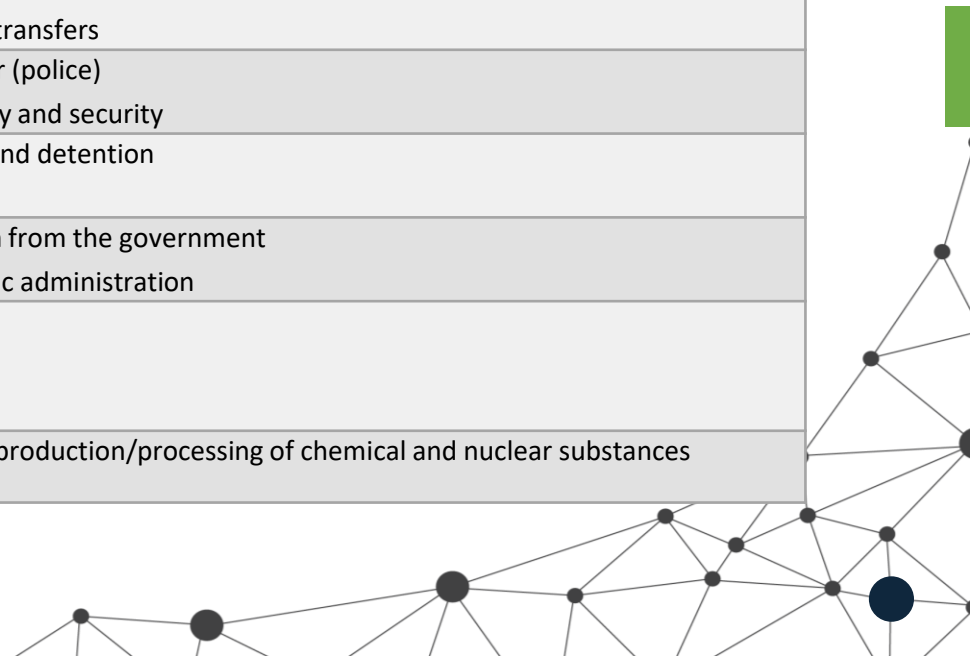 transfers
r (police)
y and security
nd detention
from the government
c administration
production/processing of chemical and nuclear substances